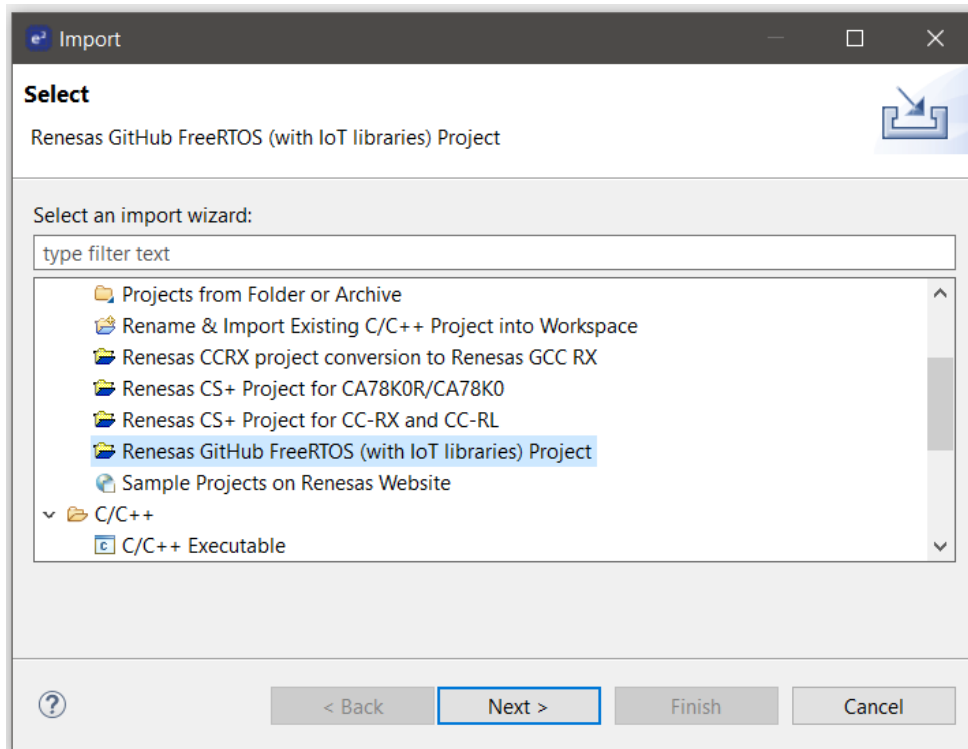 e² Import
Select
Renesas GitHub FreeRTOS (with IoT libraries) Project
Select an import wizard:
type filter text
Projects from Folder or Archive
Rename & Import Existing C/C++ Project into Workspace
Renesas CCRX project conversion to Renesas GCC RX
Renesas CS+ Project for CA78K0R/CA78K0
Renesas CS+ Project for CC-RX and CC-RL
Renesas GitHub FreeRTOS (with IoT libraries) Project
Sample Projects on Renesas Website
C/C++
c C/C++ Executable
? < Back Next > Finish Cancel